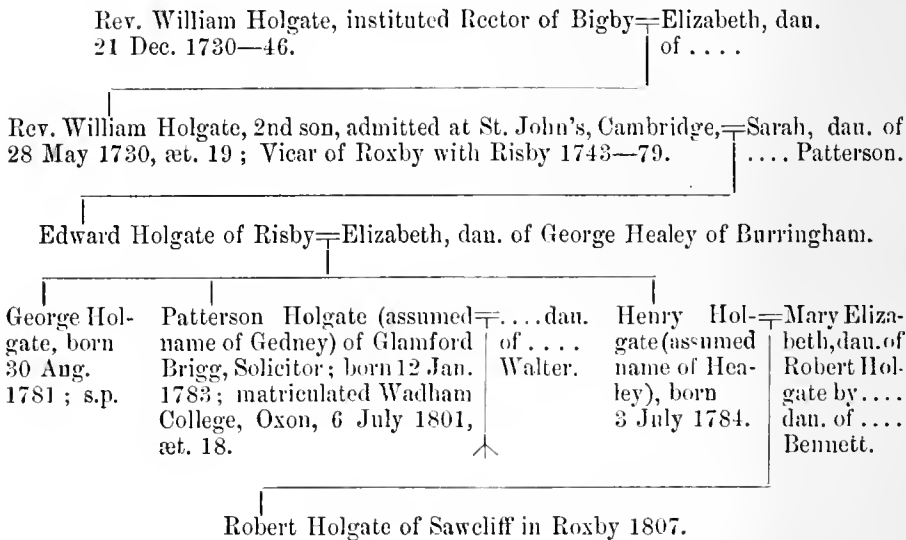 Rev. William Holgate, instituted Rector of Bigby=Elizabeth, dau.
21 Dec. 1730—46. of ....
Rev. William Holgate, 2nd son, admitted at St. John's, Cambridge,=Sarah, dau. of
28 May 1730, æt. 19 ; Vicar of Roxby with Risby 1743—79. .... Patterson.
Edward Holgate of Risby=Elizabeth, dau. of George Healey of Burringham.
George Hol-
gate, born
30 Aug.
1781 ; s.p.
Patterson Holgate (assumed=
name of Gedney) of Glamford
Brigg, Solicitor ; born 12 Jan.
1783 ; matriculated Wadham
College, Oxon, 6 July 1801,
æt. 18.
....dau.
of ....
Walter.
Henry Hol-=
gate (assumed
name of Hea-
ley), born
3 July 1784.
Mary Eliza-
beth, dau. of
Robert Hol-
gate by ....
dau. of ....
Bennett.
Robert Holgate of Sawcliff in Roxby 1807.